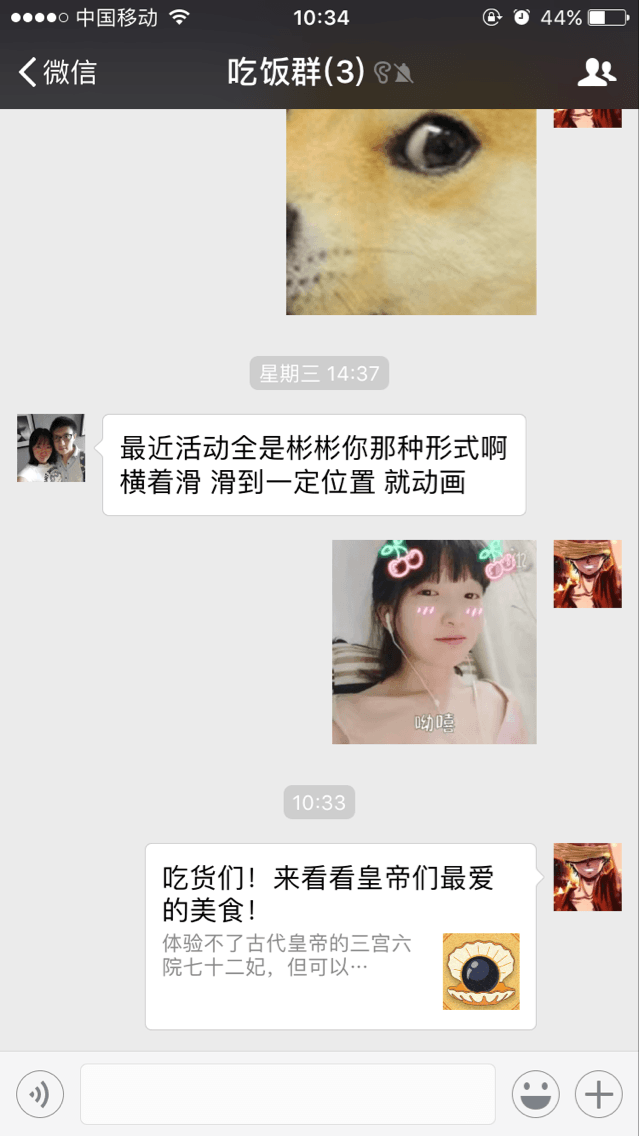 中国移动
10:34
44%
微信
吃饭群(3)
星期三 14:37
最近活动全是彬彬你那种形式啊
横着滑 滑到一定位置 就动画
呦嘻
10:33
吃货们！来看看皇帝们最爱
的美食！
体验不了古代皇帝的三宫六
院七十二妃，但可以…